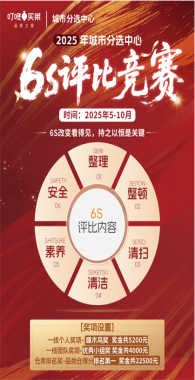 叮咚买菜 城市分选中心
2025 年城市分选中心
6S评比竞赛
时间：2025年5-10月
6S改变看得见，持之以恒是关键
SEIRI
整理
01
SEITON
整顿
02
SEISO
清扫
03
SEIKETSU
清洁
04
SHITSUKE
素养
05
SAFETY
安全
06
6S
评比内容
【奖项设置】
一线个人奖项- 啄木鸟奖 奖金共5200元
一线团队奖项- 优秀小组奖 奖金共4000元
仓库排名奖- 排名第一 奖金共22500元